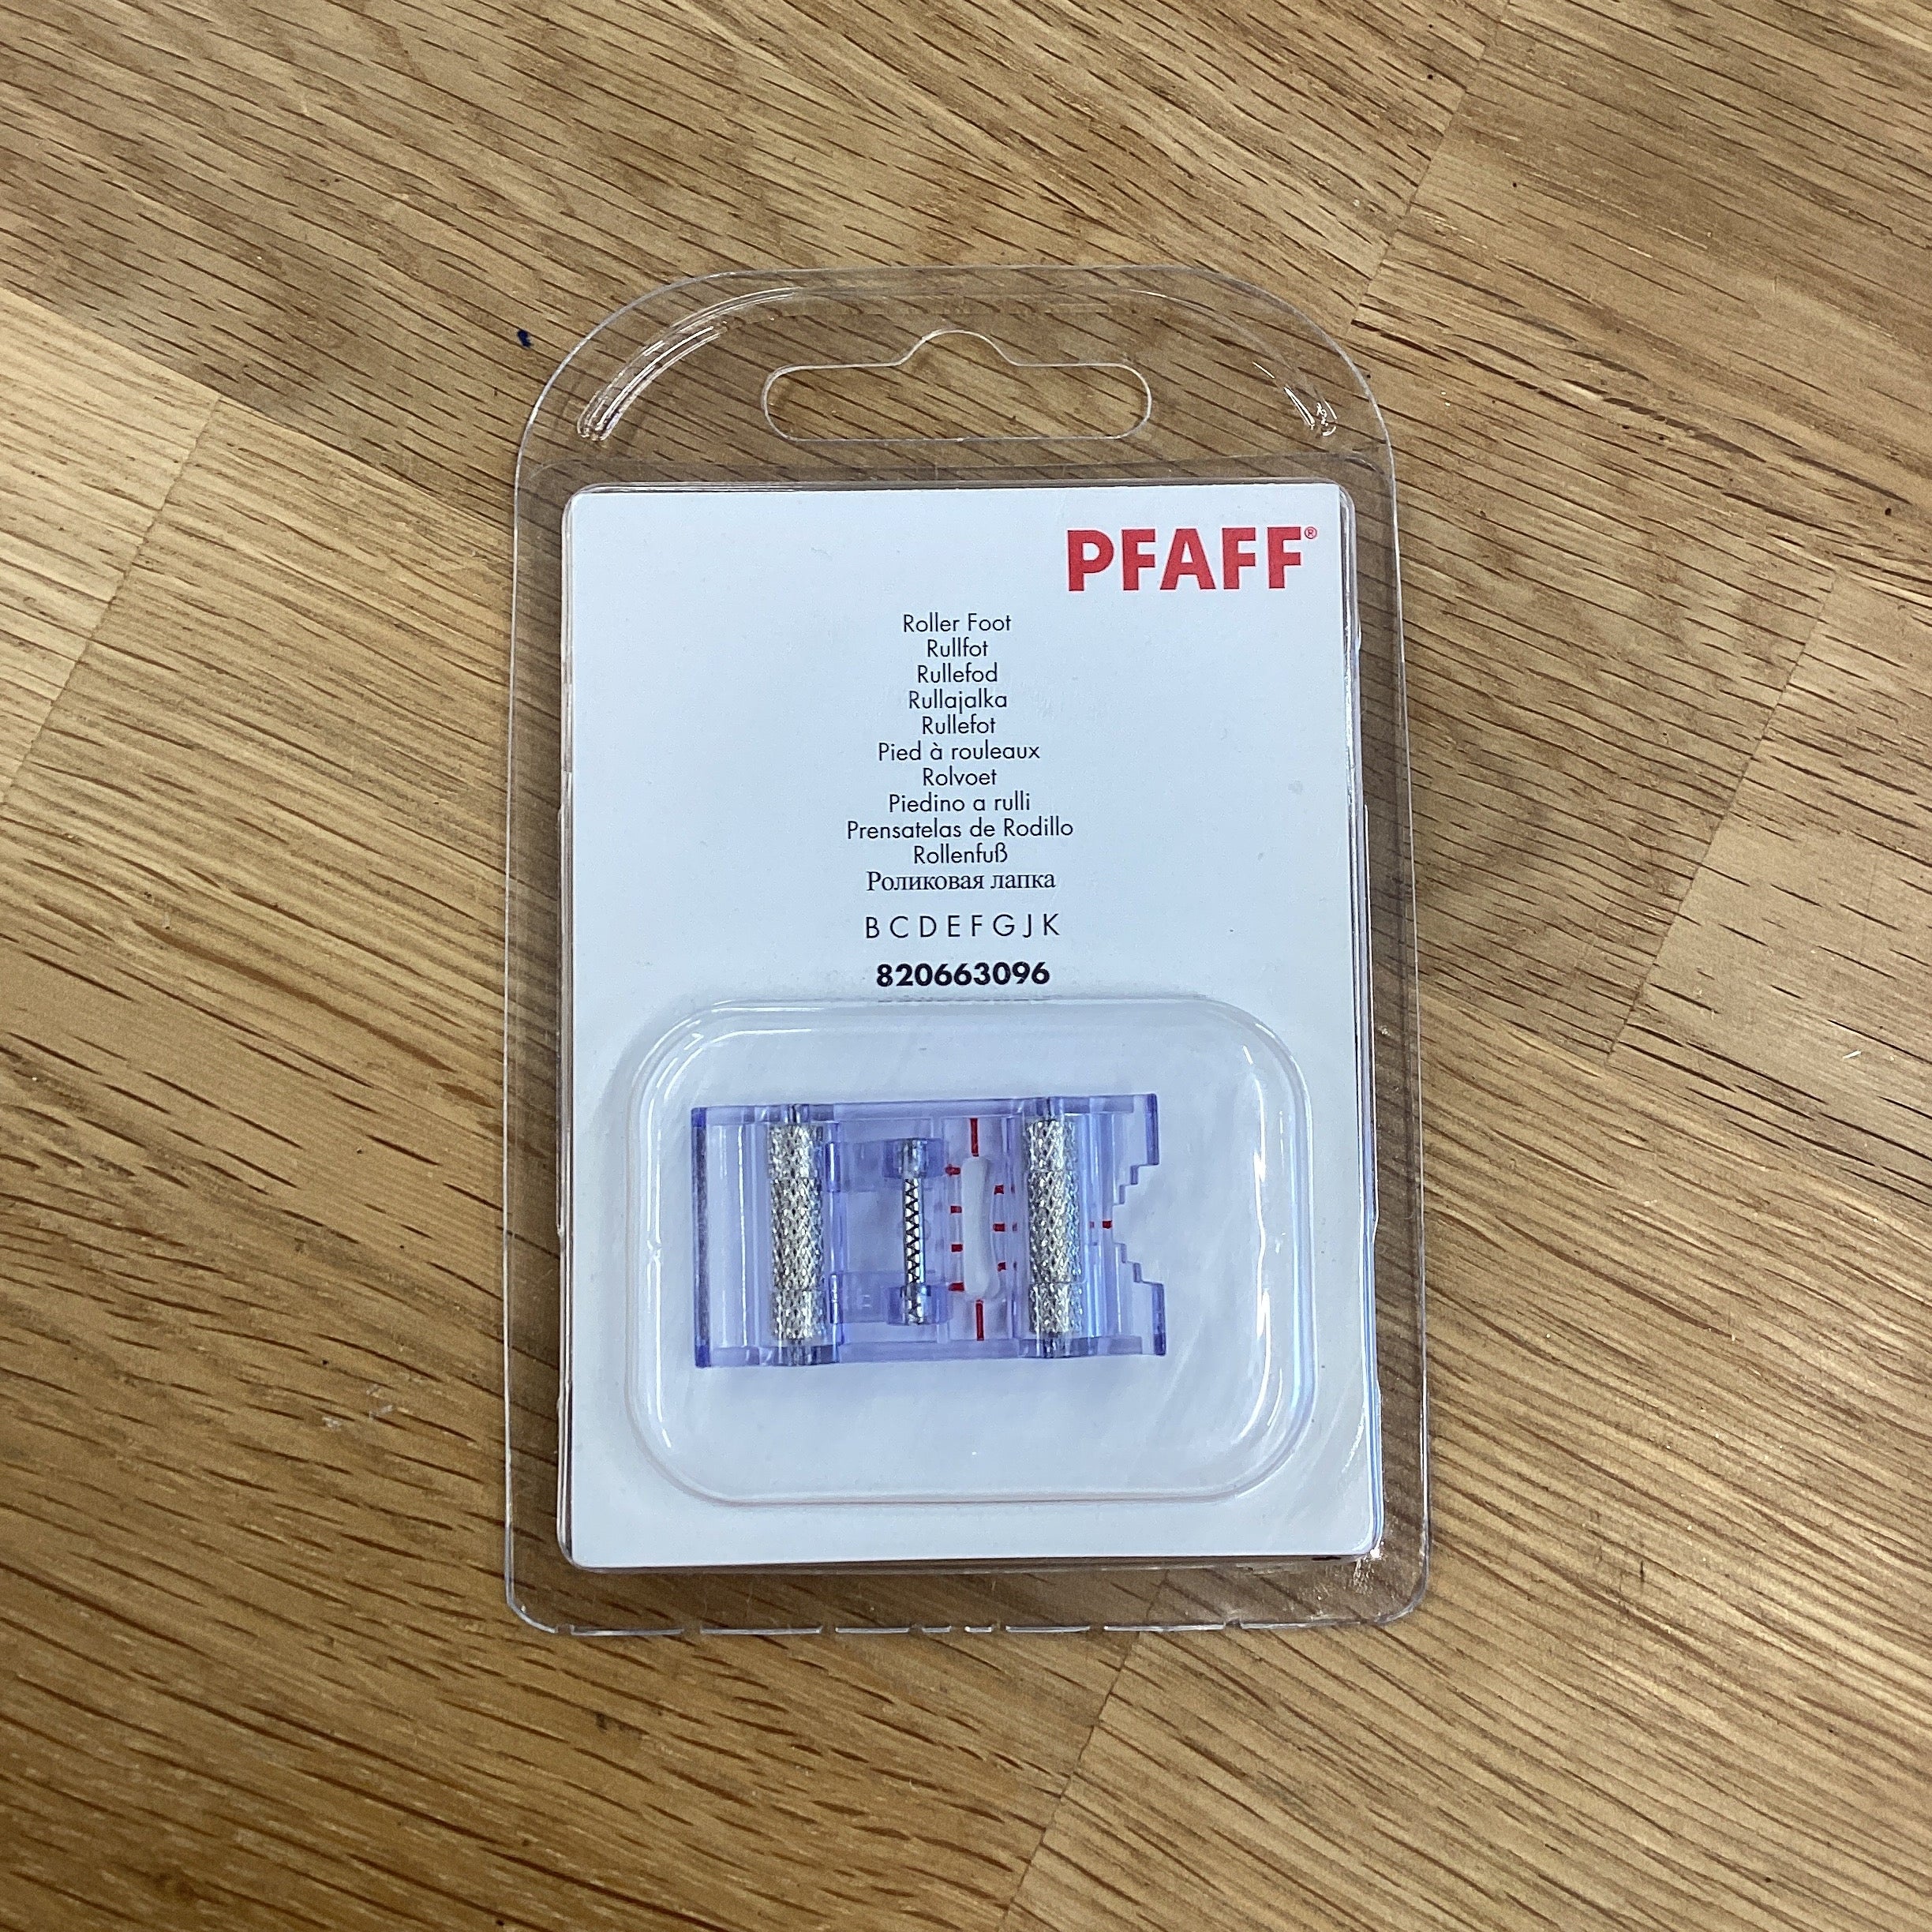 PFAFF®
Roller Foot
Rullfot
Rullefod
Rullajalka
Rullefot
Pied à rouleaux
Rolvoet
Piedino a rulli
Prensatelas de Rodillo
Rollenfuß
Роликовая лапка
B C D E F G J K
820663096